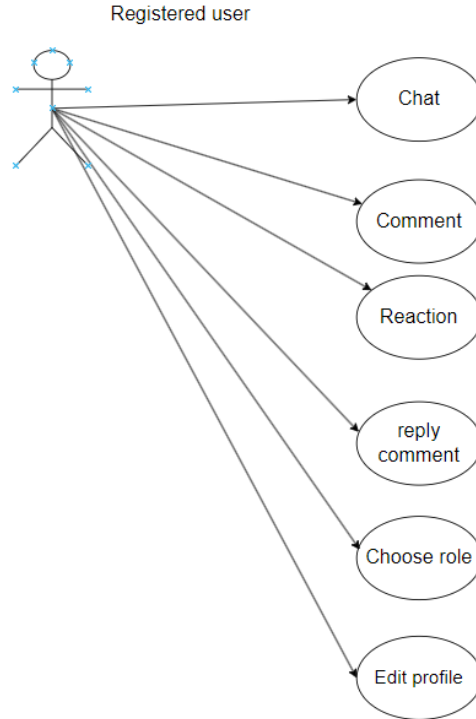 Registered user
Chat
Comment
Reaction
reply
comment
Choose role
Edit profile